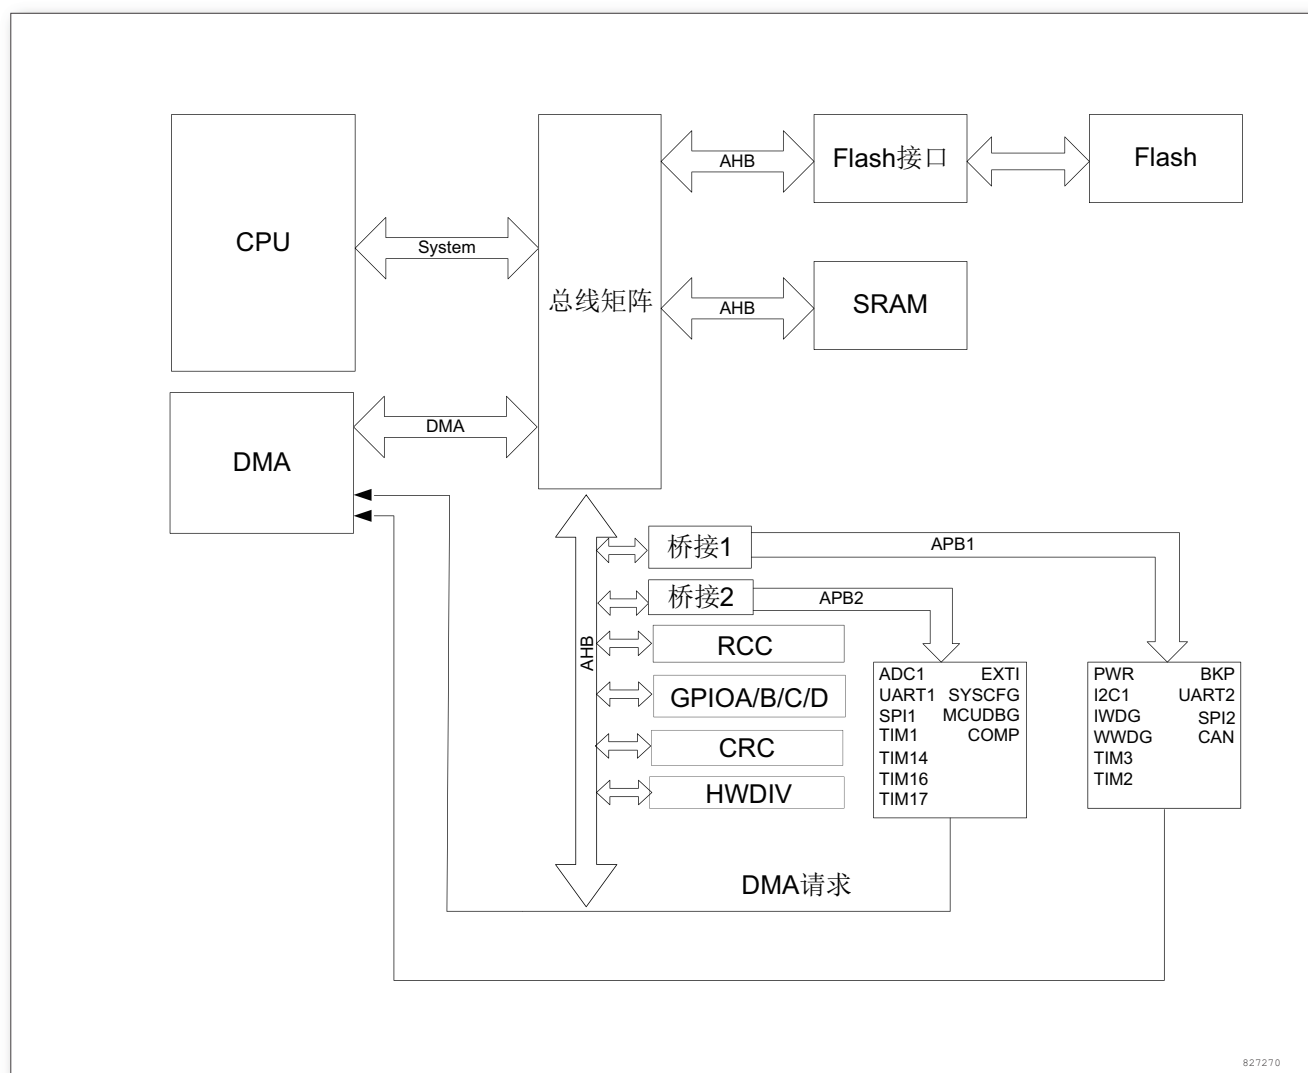 CPU
System
总线矩阵
AHB
Flash接口
Flash
AHB
SRAM
DMA
DMA
AHB
桥接1
APB1
桥接2
APB2
RCC
GPIOA/B/C/D
CRC
HWDIV
ADC1 EXTI
UART1 SYSCFG
SPI1 MCUDBG
TIM1 COMP
TIM14
TIM16
TIM17
PWR BKP
I2C1 UART2
IWDG SPI2
WWDG CAN
TIM3
TIM2
DMA请求
827270